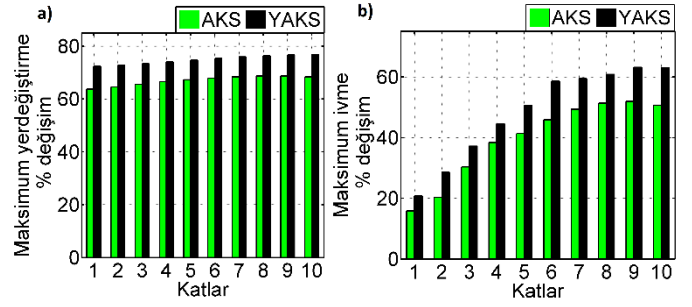 a)
AKS YAKS
Maksimum yerdeğiştirme
% değişim
80
60
40
20
0
1 2 3 4 5 6 7 8 9 10
Katlar
b)
AKS YAKS
Maksimum ivme
% değişim
60
40
20
0
1 2 3 4 5 6 7 8 9 10
Katlar